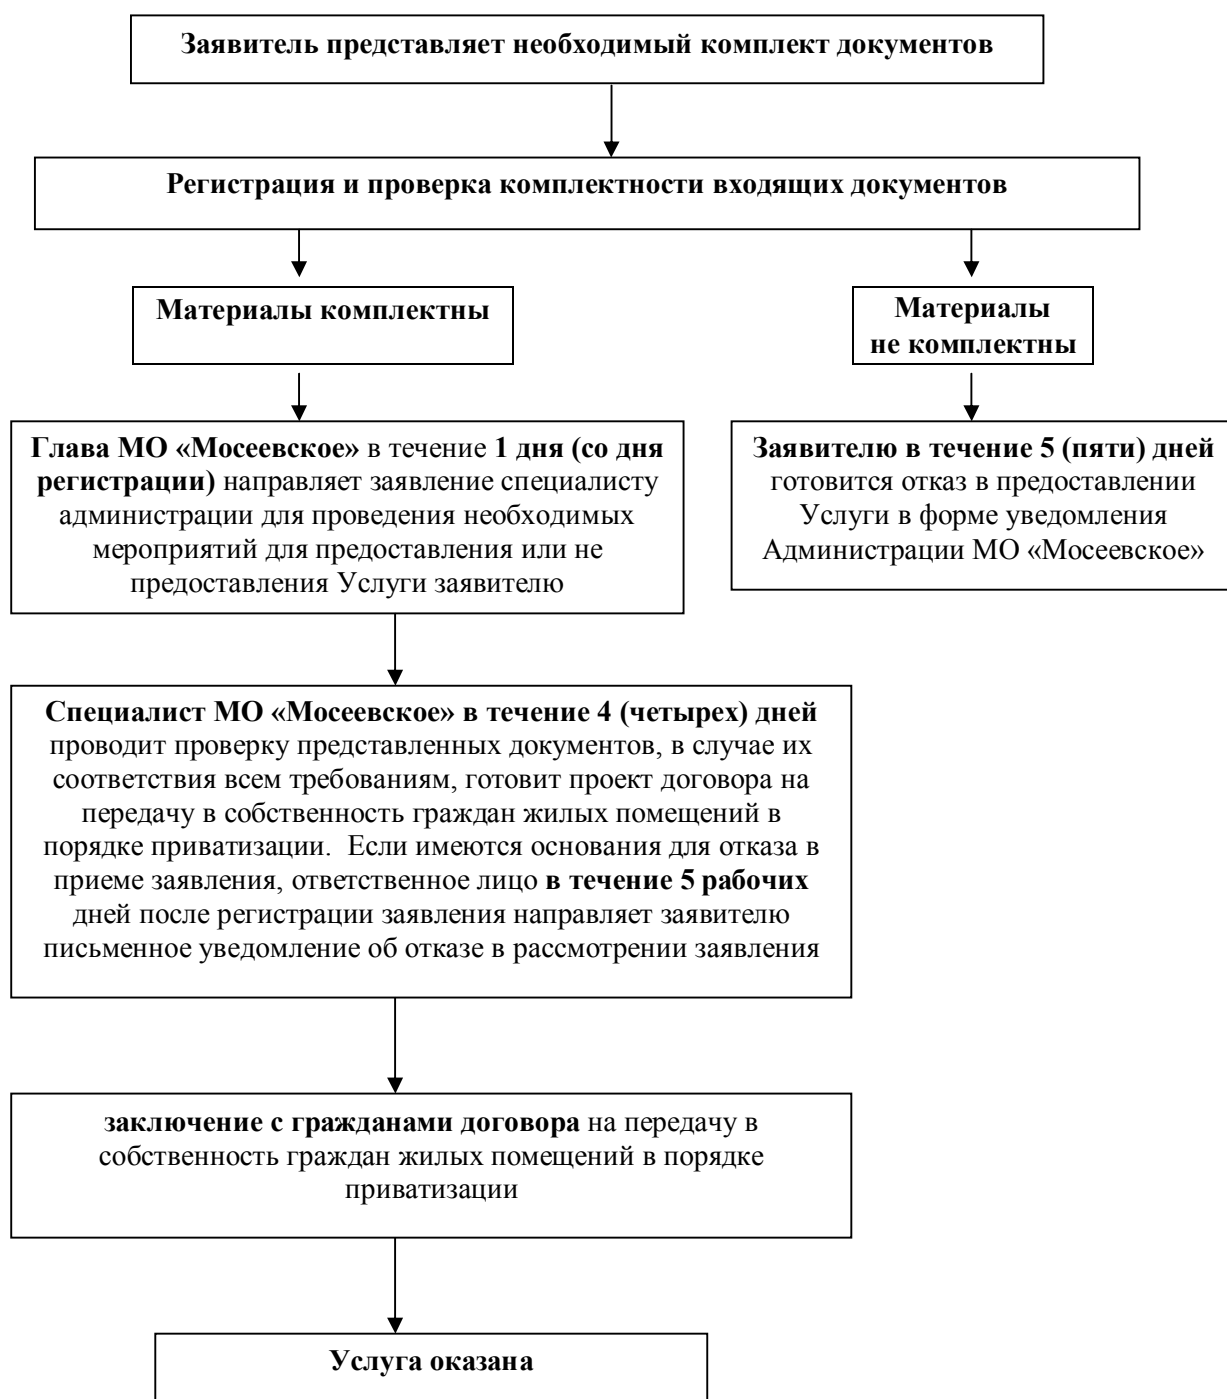 Заявитель представляет необходимый комплект документов
Регистрация и проверка комплектности входящих документов
Материалы комплектны
Материалы
не комплектны
Глава МО «Мосеевское» в течение 1 дня (со дня
регистрации) направляет заявление специалисту
администрации для проведения необходимых
мероприятий для предоставления или не
предоставления Услуги заявителю
Заявителю в течение 5 (пяти) дней
готовится отказ в предоставлении
Услуги в форме уведомления
Администрации МО «Мосеевское»
Специалист МО «Мосеевское» в течение 4 (четырех) дней
проводит проверку представленных документов, в случае их
соответствия всем требованиям, готовит проект договора на
передачу в собственность граждан жилых помещений в
порядке приватизации.  Если имеются основания для отказа в
приеме заявления, ответственное лицо в течение 5 рабочих
дней после регистрации заявления направляет заявителю
письменное уведомление об отказе в рассмотрении заявления
заключение с гражданами договора на передачу в
собственность граждан жилых помещений в порядке
приватизации
Услуга оказана